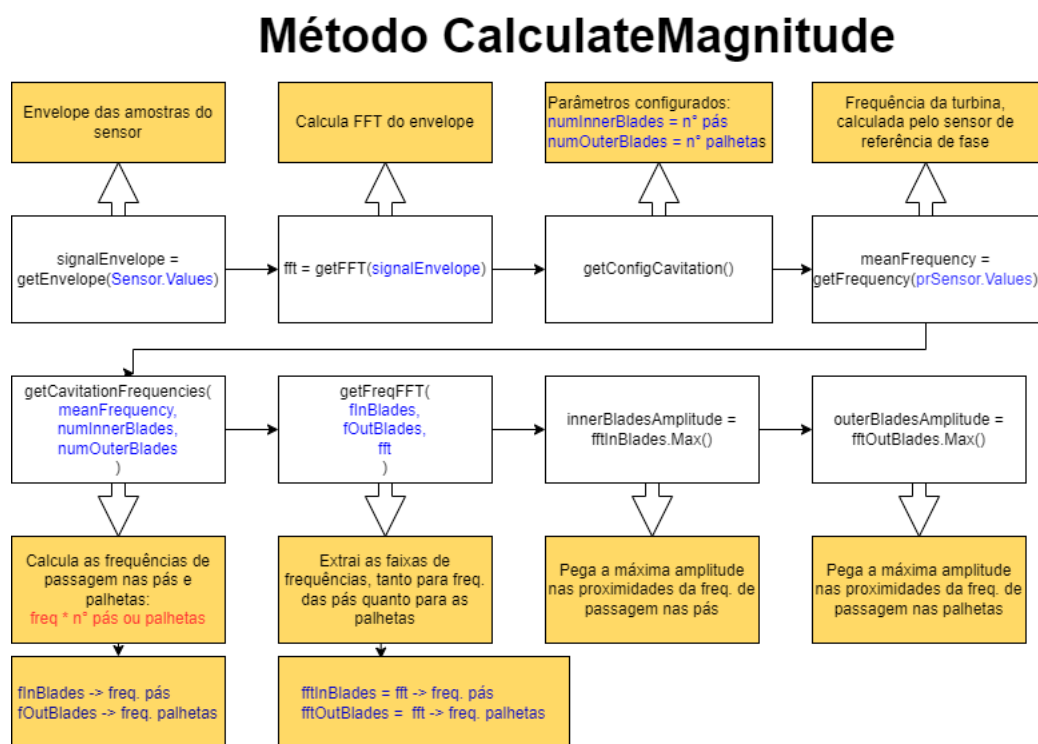 Método CalculateMagnitude
Envelope das amostras do
sensor
Calcula FFT do envelope
Parâmetros configurados:
numInnerBlades = n° pás
numOuterBlades = n° palhetas
Frequência da turbina,
calculada pelo sensor de
referência de fase
signalEnvelope =
getEnvelope(Sensor.Values)
fft = getFFT(signalEnvelope)
getConfigCavitation()
meanFrequency =
getFrequency(prSensor.Values)
getCavitationFrequencies(
meanFrequency,
numInnerBlades,
numOuterBlades
)
getFreqFFT(
fInBlades,
fOutBlades,
fft
)
innerBladesAmplitude =
fftInBlades.Max()
outerBladesAmplitude =
fftOutBlades.Max()
Calcula as frequências de
passagem nas pás e
palhetas:
freq * n° pás ou palhetas
Extrai as faixas de
frequências, tanto para freq.
das pás quanto para as
palhetas
Pega a máxima amplitude
nas proximidades da freq. de
passagem nas pás
Pega a máxima amplitude
nas proximidades da freq. de
passagem nas palhetas
fInBlades -> freq. pás
fOutBlades -> freq. palhetas
fftInBlades = fft -> freq. pás
fftOutBlades = fft -> freq. palhetas